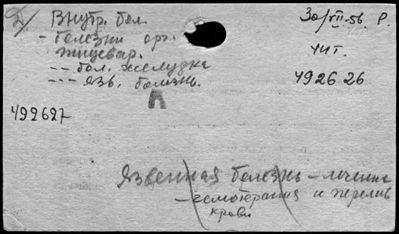 Д/ Внутр. бол. 30/VII-56 Р.
- болезни орг. пищевар. чит.
-- бол. желудка
--- язв. болезнь. 492626
Л
492627
Язвенная болезнь - лечение
- гемотерапия и перелив.
крови